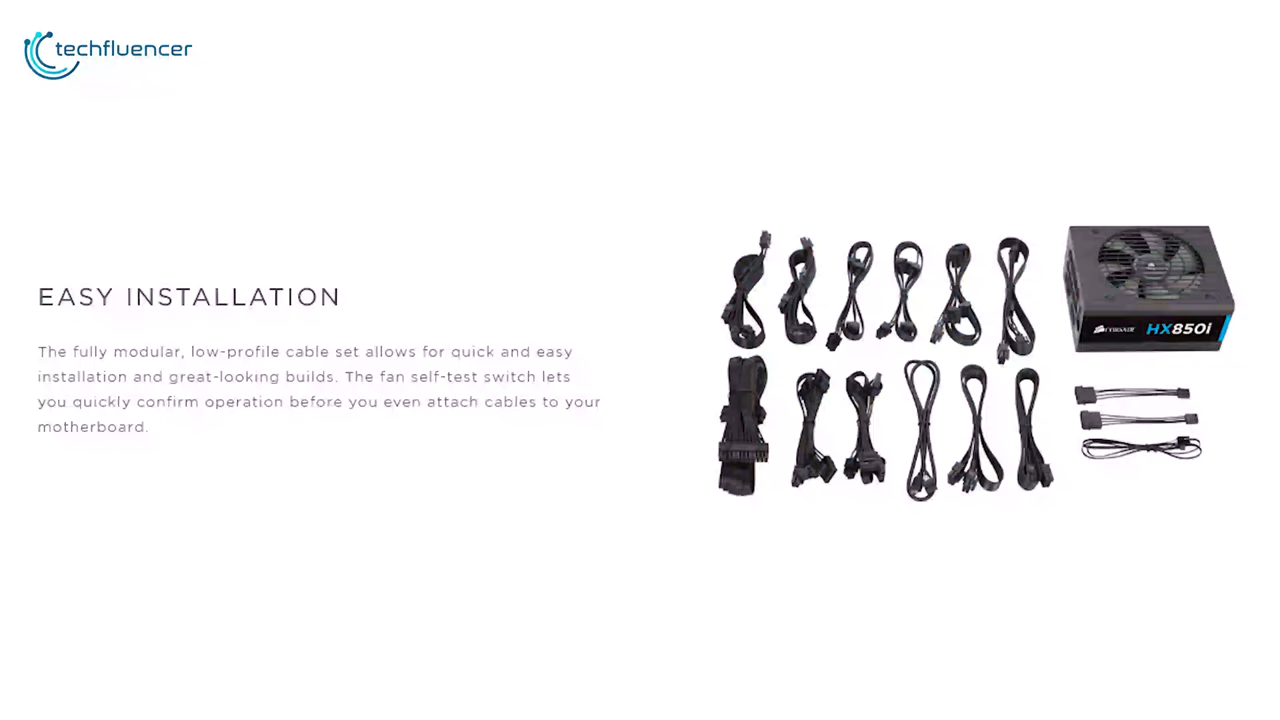 techfluencer
EASY INSTALLATION
The fully modular, low-profile cable set allows for quick and easy
installation and great-looking builds. The fan self-test switch lets
you quickly confirm operation before you even attach cables to your
motherboard.
CORSAIR HX850i